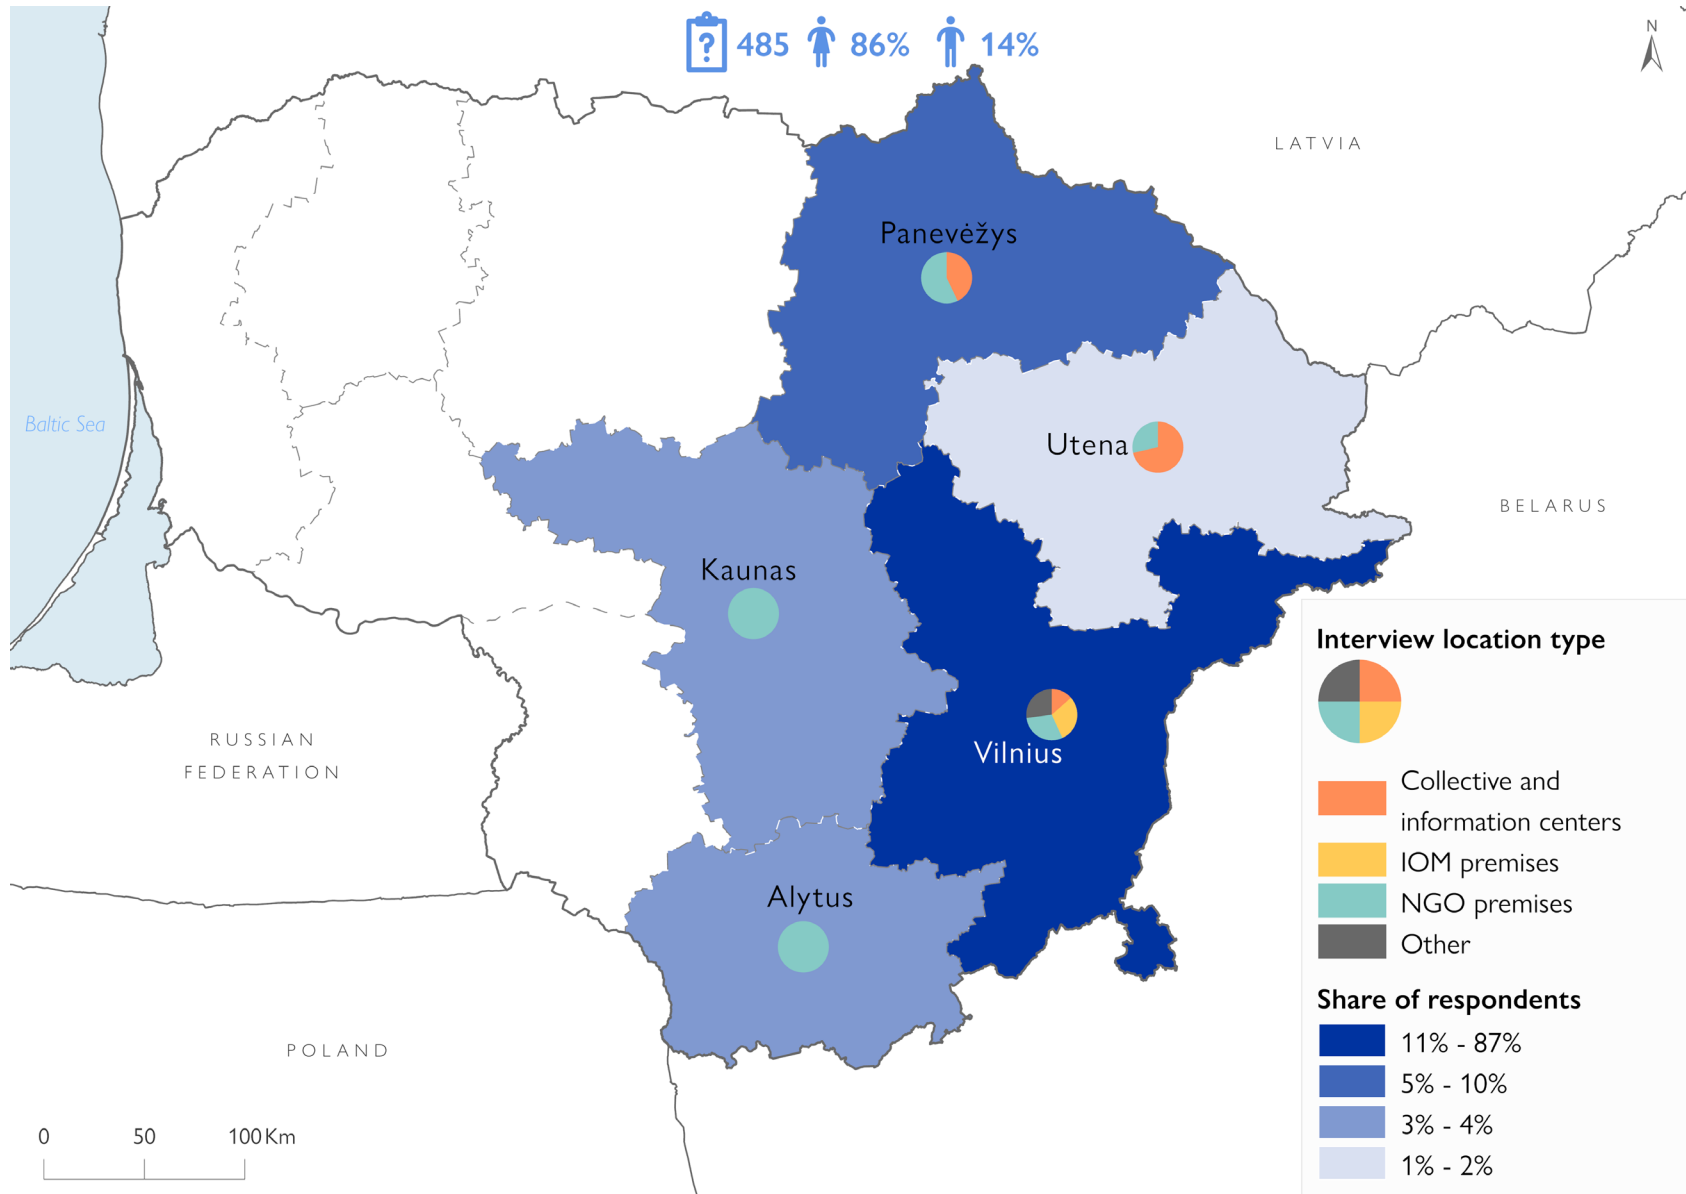 ? 485 86% 14%
N
LATVIA
Panevėžys
Baltic Sea
Utena
BELARUS
Kaunas
RUSSIAN
FEDERATION
Vilnius
Alytus
POLAND
0 50 100Km
Interview location type
Collective and
information centers
IOM premises
NGO premises
Other
Share of respondents
11% - 87%
5% - 10%
3% - 4%
1% - 2%